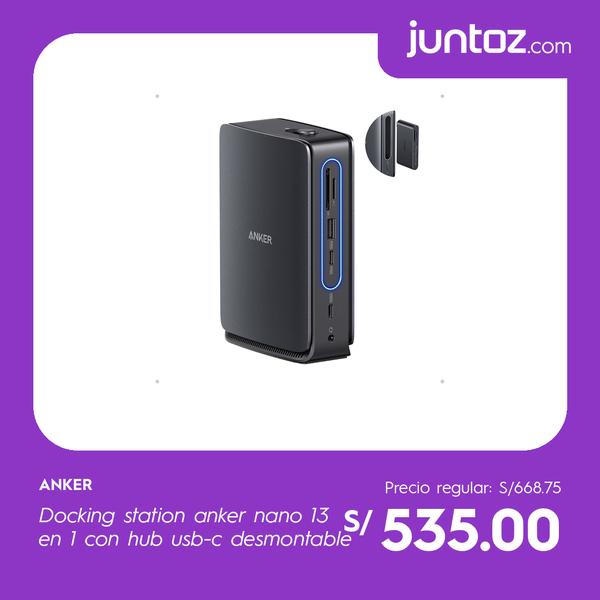 juntoz.com
ANKER
ANKER
Docking station anker nano 13
en 1 con hub usb-c desmontable
Precio regular: S/668.75
S/ 535.00